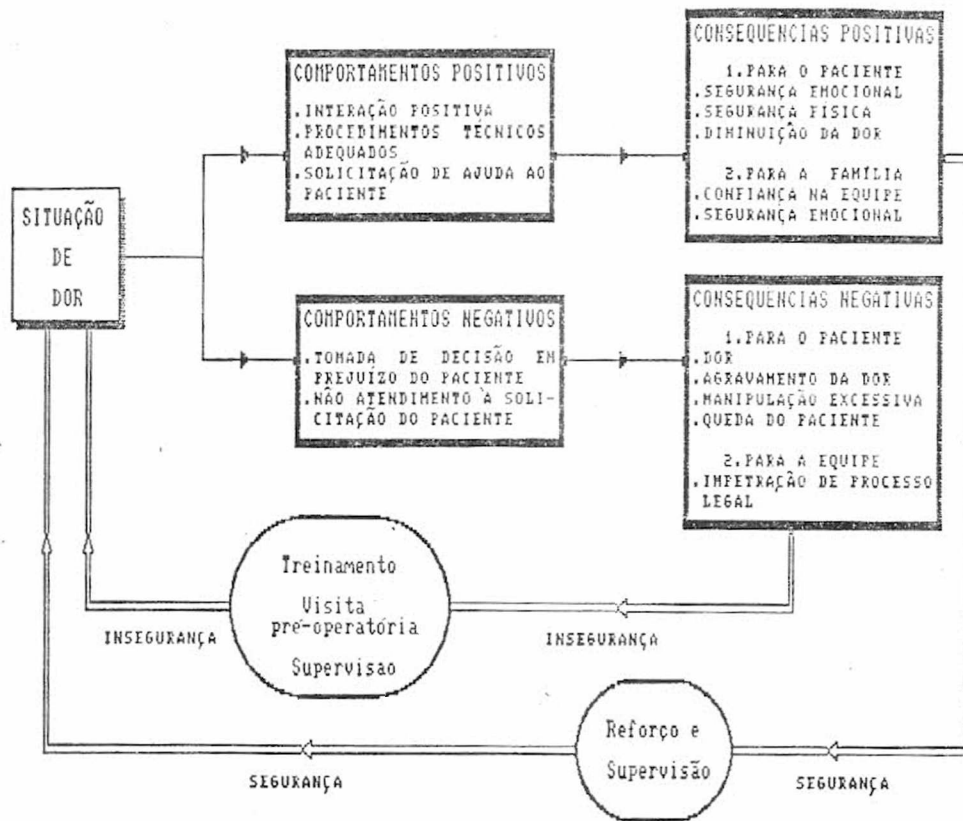 SITUAÇÃO
DE
DOR
COMPORTAMENTOS POSITIVOS
.INTERAÇÃO POSITIVA
.PROCEDIMENTOS TÉCNICOS
ADEQUADOS
.SOLICITAÇÃO DE AJUDA AO
PACIENTE
CONSEQUENCIAS POSITIVAS
1.PARA O PACIENTE
.SEGURANÇA EMOCIONAL
.SEGURANÇA FÍSICA
.DIMINUIÇÃO DA DOR
2.PARA A FAMÍLIA
.CONFIANÇA NA EQUIPE
.SEGURANÇA EMOCIONAL
COMPORTAMENTOS NEGATIVOS
.TOMADA DE DECISÃO EM
PREJUÍZO DO PACIENTE
.NÃO ATENDIMENTO À SOLI-
CITAÇÃO DO PACIENTE
CONSEQUENCIAS NEGATIVAS
1.PARA O PACIENTE
.DOR
.AGRAVAMENTO DA DOR
.MANIPULAÇÃO EXCESSIVA
.QUEDA DO PACIENTE
2.PARA A EQUIPE
.IMPETRAÇÃO DE PROCESSO
LEGAL
Treinamento
Visita
pré-operatória
Supervisao
INSEGURANÇA
INSEGURANÇA
Reforço e
Supervisão
SEGURANÇA
SEGURANÇA